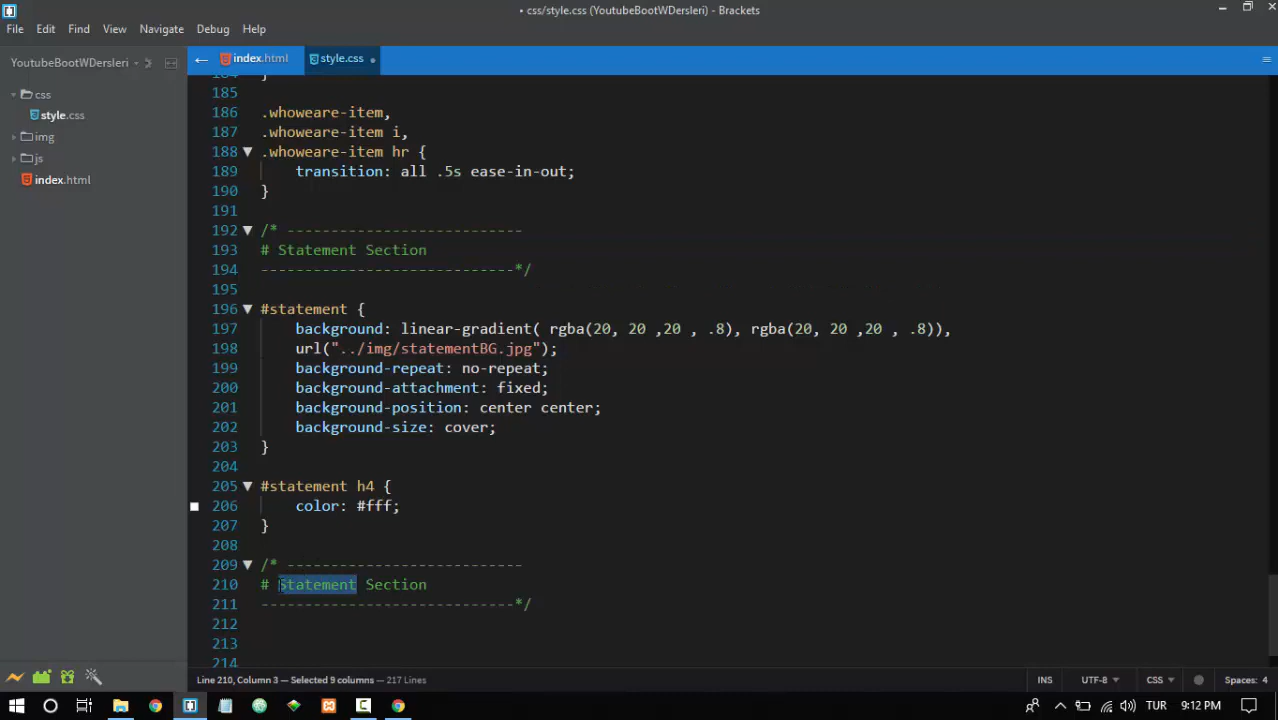 • css/style.css (YoutubeBootWDersleri) - Brackets
File Edit Find View Navigate Debug Help
YoutubeBootWDersleri
css
style.css
img
js
index.html
index.html style.css •
184 }
185
186 .whoweare-item,
187 .whoweare-item i,
188 .whoweare-item hr {
189 transition: all .5s ease-in-out;
190 }
191
192 /* ---------------------------
193 # Statement Section
194 -----------------------------*/
195
196 #statement {
197 background: linear-gradient( rgba(20, 20 ,20 , .8), rgba(20, 20 ,20 , .8)),
198 url("../img/statementBG.jpg");
199 background-repeat: no-repeat;
200 background-attachment: fixed;
201 background-position: center center;
202 background-size: cover;
203 }
204
205 #statement h4 {
206 color: #fff;
207 }
208
209 /* ---------------------------
210 # Statement Section
211 -----------------------------*/
212
213
214
Line 210, Column 3 — Selected 9 columns — 217 Lines
INS UTF-8 CSS Spaces: 4
TUR 9:12 PM